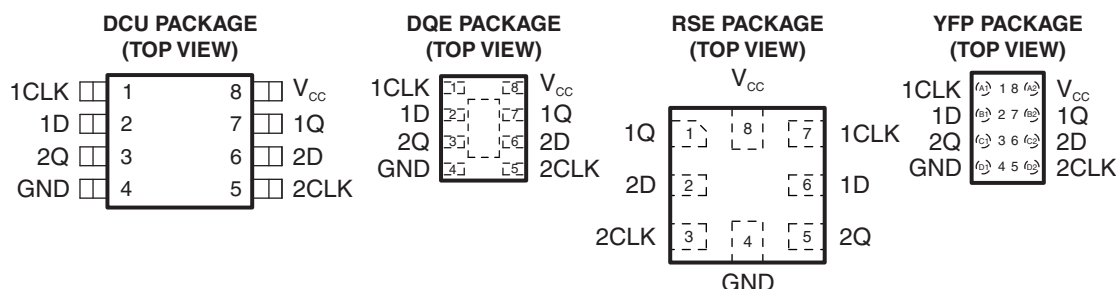 DCU PACKAGE
(TOP VIEW)
1CLK 1 8 VCC
1D 2 7 1Q
2Q 3 6 2D
GND 4 5 2CLK
DQE PACKAGE
(TOP VIEW)
1CLK 1 8 VCC
1D 2 7 1Q
2Q 3 6 2D
GND 4 5 2CLK
RSE PACKAGE
(TOP VIEW)
VCC
1Q 1 8 7 1CLK
2D 2 6 1D
2CLK 3 4 5 2Q
GND
YFP PACKAGE
(TOP VIEW)
1CLK A1 1 8 A2 VCC
1D B1 2 7 B2 1Q
2Q C1 3 6 C2 2D
GND D1 4 5 D2 2CLK